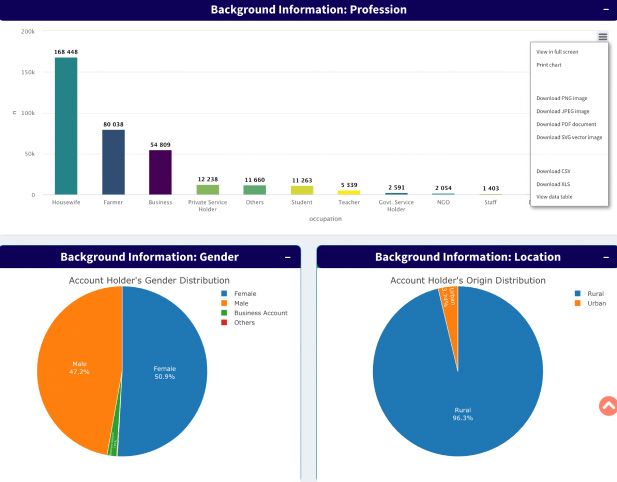 Background Information: Profession
−
200k
150k
100k
50k
0
n
168 448
80 038
54 809
12 238
11 660
11 263
5 339
2 591
2 054
1 403
Housewife
Farmer
Business
Private Service
Holder
Others
Student
Teacher
Govt. Service
Holder
NGO
Staff
occupation
View in full screen
Print chart
Download PNG image
Download JPEG image
Download PDF document
Download SVG vector image
Download CSV
Download XLS
View data table
Background Information: Gender
−
Account Holder's Gender Distribution
Female
Male
Business Account
Others
Male
47.2%
Female
50.9%
Background Information: Location
−
Account Holder's Origin Distribution
Rural
Urban
Urban
Rural
96.3%